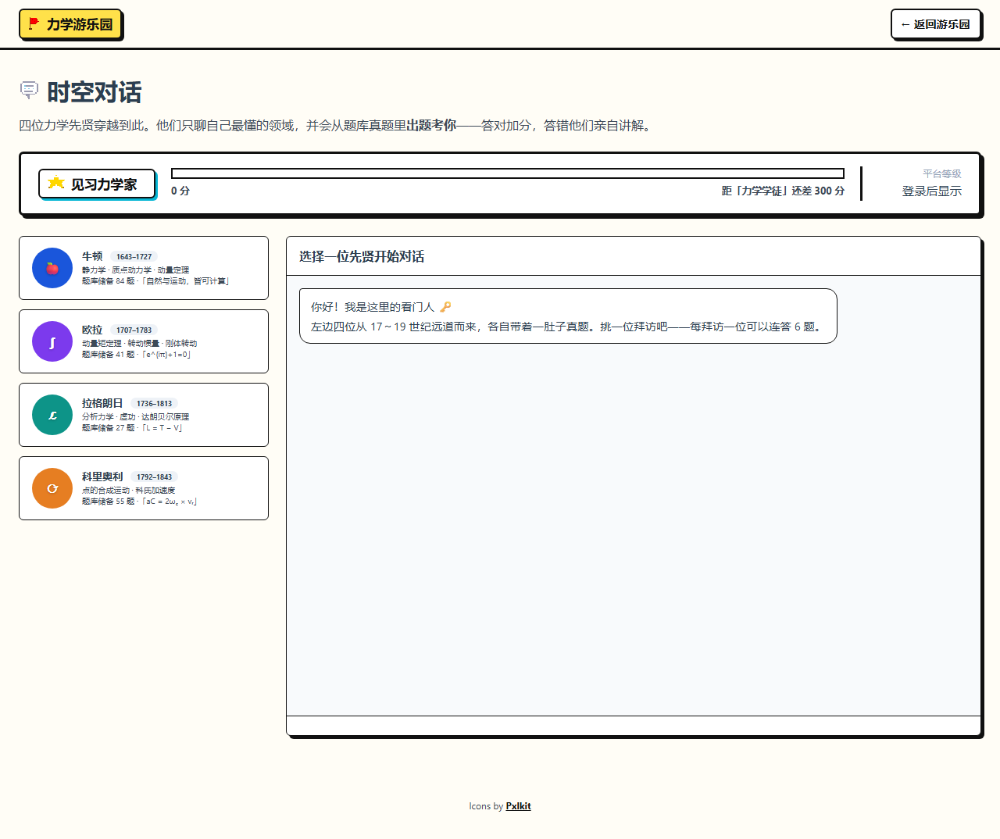 力学游乐园
← 返回游乐园
时空对话
四位力学先贤穿越到此。他们只聊自己最懂的领域，并会从题库真题里出题考你——答对加分，答错他们亲自讲解。
见习力学家
0 分
距「力学学徒」还差 300 分
平台等级
登录后显示
牛顿 1643–1727
静力学 · 质点动力学 · 动量定理
题库储备 84 题 · 「自然与运动，皆可计算」
欧拉 1707–1783
动量矩定理 · 转动惯量 · 刚体转动
题库储备 41 题 · 「e^{iπ}+1=0」
拉格朗日 1736–1813
分析力学 · 虚功 · 达朗贝尔原理
题库储备 27 题 · 「L = T − V」
科里奥利 1792–1843
点的合成运动 · 科氏加速度
题库储备 55 题 · 「aC = 2ωₑ × vᵣ」
选择一位先贤开始对话
你好！我是这里的看门人 🔑
左边四位从 17～19 世纪远道而来，各自带着一肚子真题。挑一位拜访吧——每拜访一位可以连答 6 题。
Icons by Pxlkit